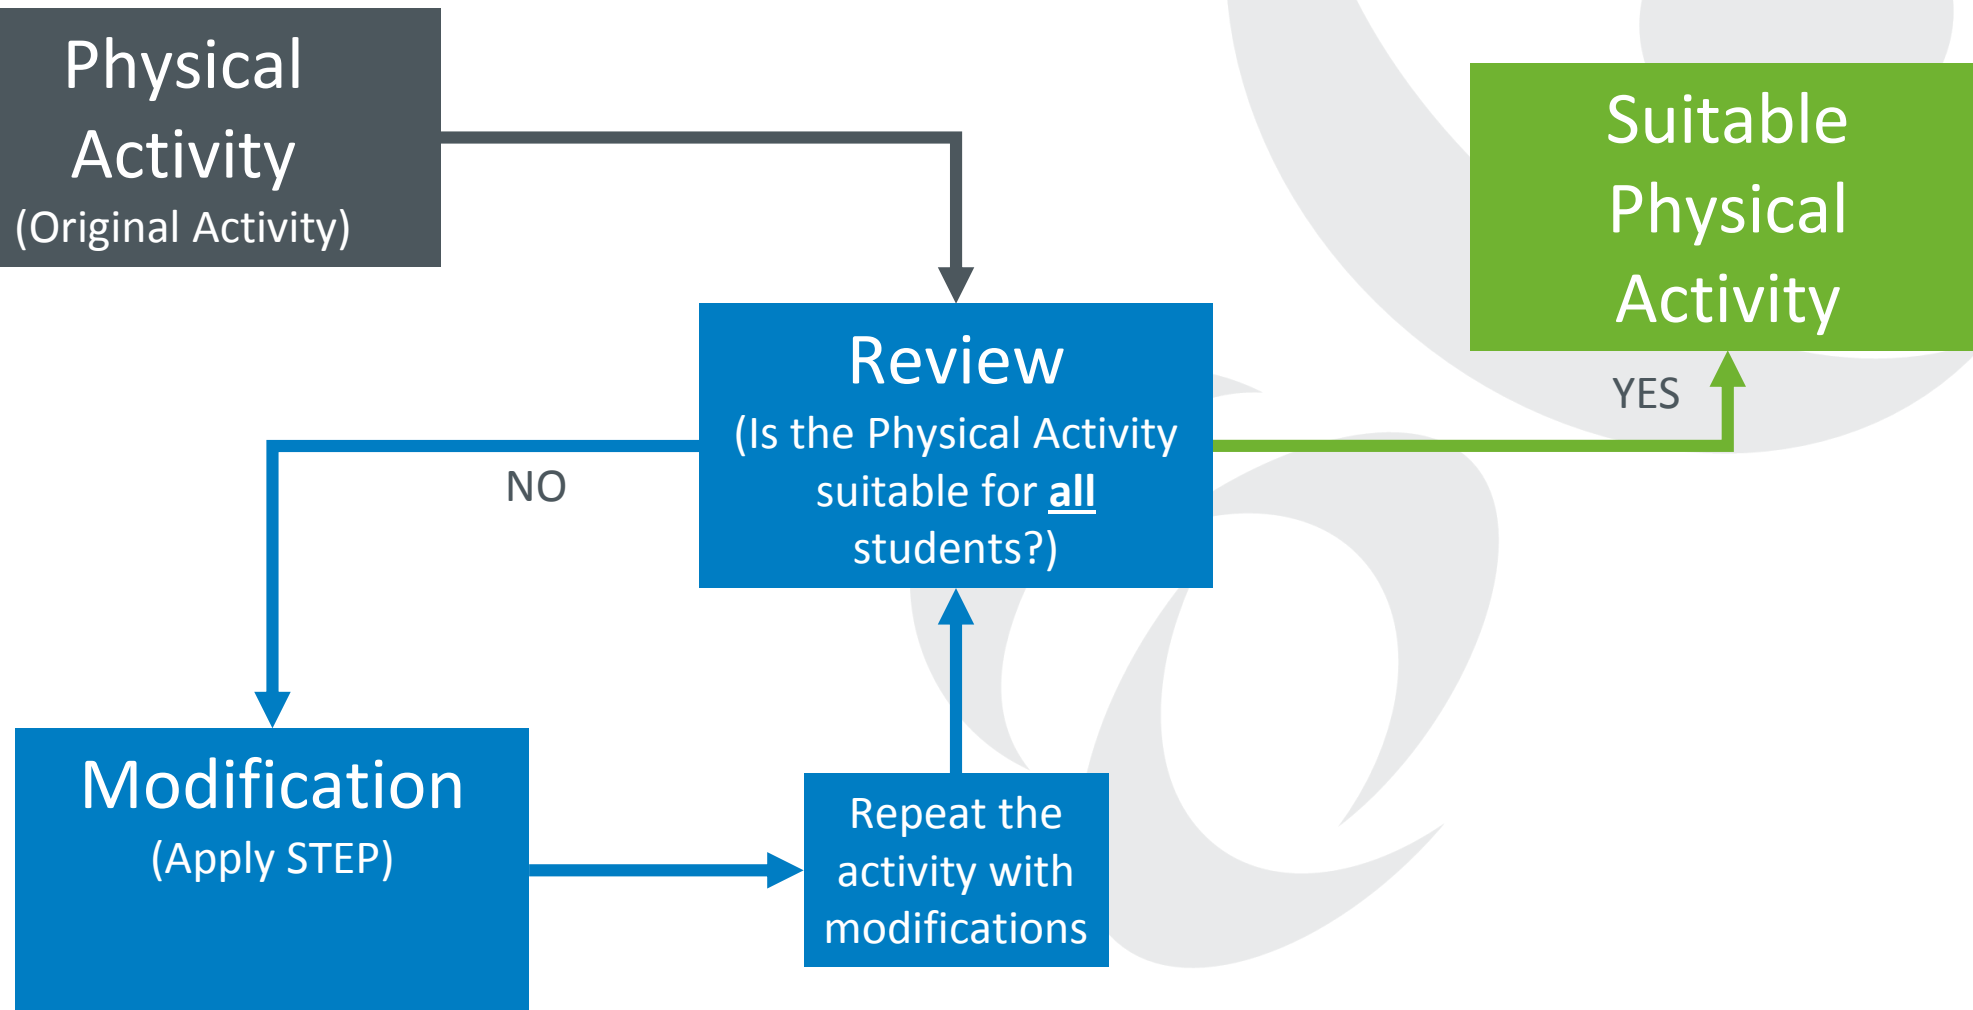 Physical
Activity
(Original Activity)
Suitable
Physical
Activity
Review
(Is the Physical Activity
suitable for all
students?)
YES
NO
Modification
(Apply STEP)
Repeat the
activity with
modifications